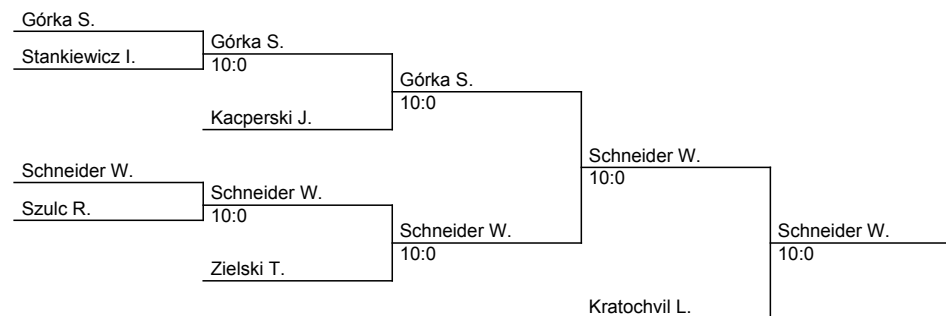 Górka S.
Stankiewicz I.
Górka S.
10:0
Kacperski J.
Górka S.
10:0
Schneider W.
Szulc R.
Schneider W.
10:0
Zielski T.
Schneider W.
10:0
Schneider W.
10:0
Kratochvil L.
Schneider W.
10:0